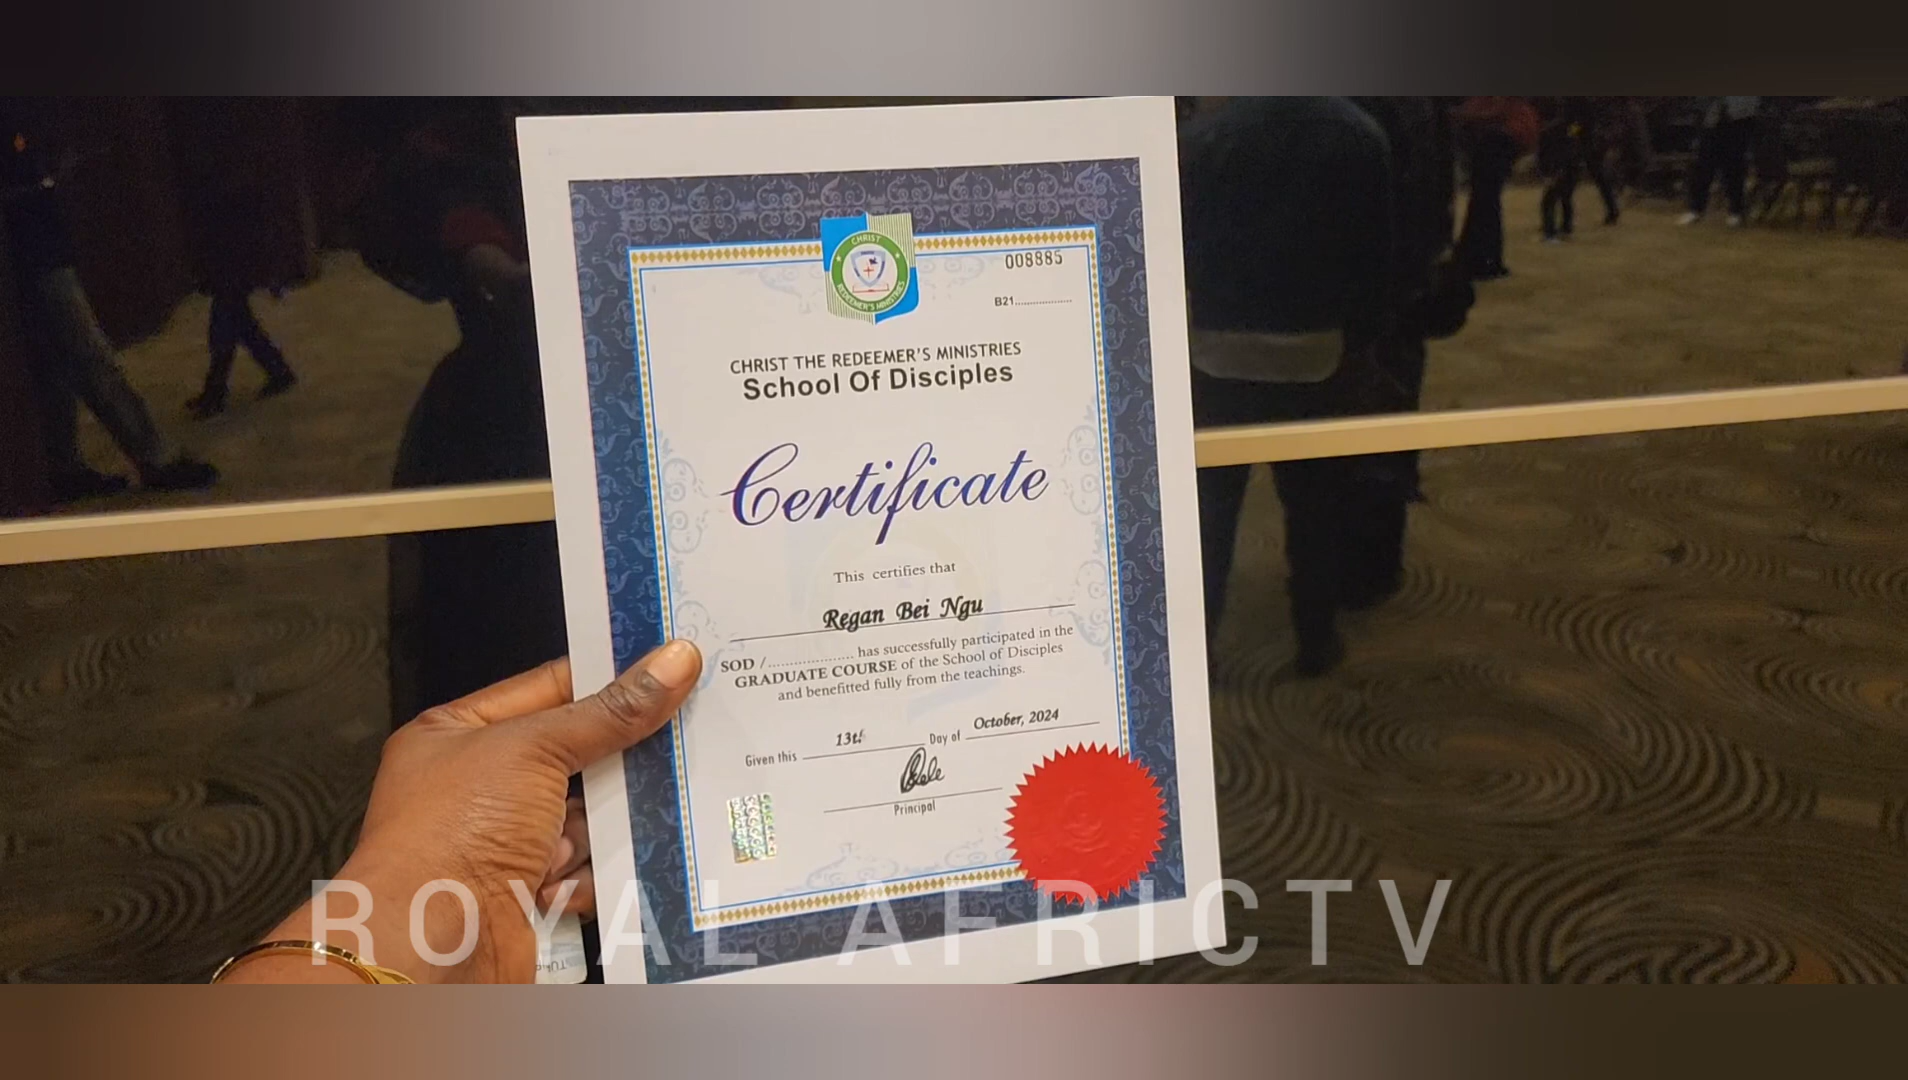 CHRIST
REDEEMER'S MINISTRIES
008885
B21...................
CHRIST THE REDEEMER'S MINISTRIES
School Of Disciples
Certificate
This certifies that
Regan Bei Ngu
SOD /..................... has successfully participated in the
GRADUATE COURSE of the School of Disciples
and benefitted fully from the teachings.
Given this 13th Day of October, 2024
Principal
ROYAL AFRICTV